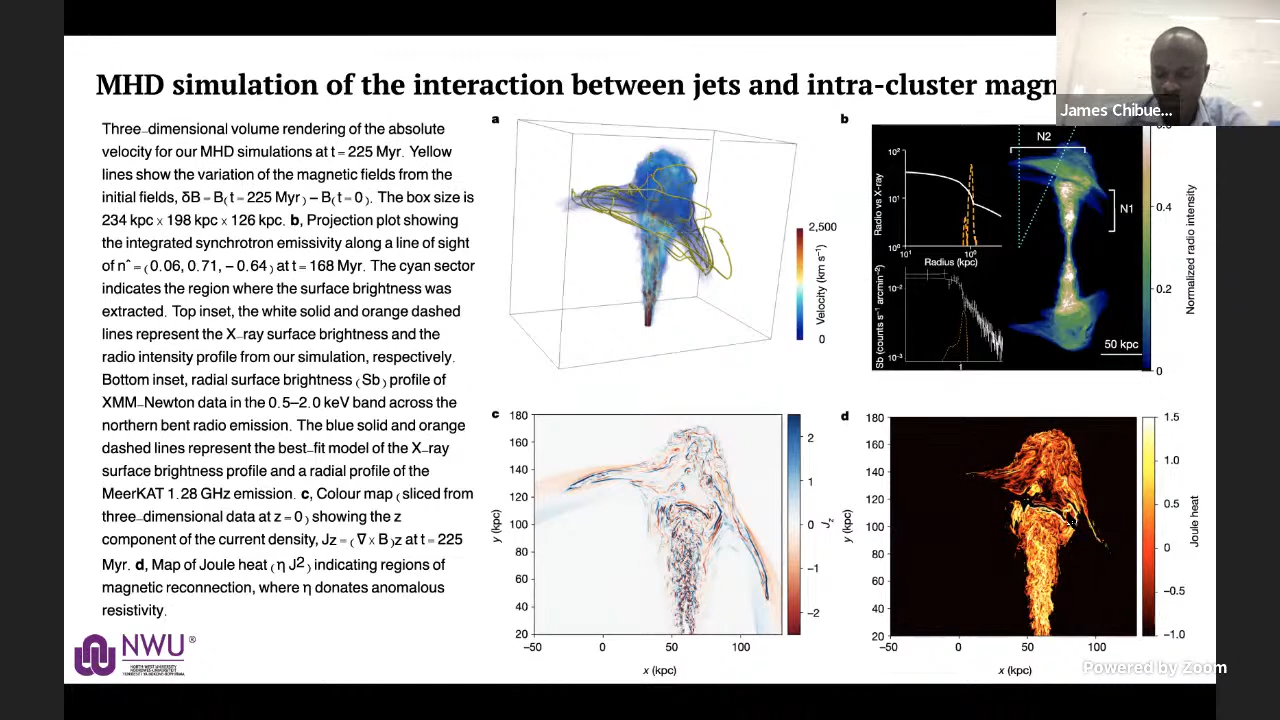 MHD simulation of the interaction between jets and intra-cluster magn
James Chibue...
Three–dimensional volume rendering of the absolute
velocity for our MHD simulations at t = 225 Myr. Yellow
lines show the variation of the magnetic fields from the
initial fields, δB = B(t = 225 Myr) − B(t = 0). The box size is
234 kpc × 198 kpc × 126 kpc. b, Projection plot showing
the integrated synchrotron emissivity along a line of sight
of n^ = (0.06, 0.71, − 0.64) at t = 168 Myr. The cyan sector
indicates the region where the surface brightness was
extracted. Top inset, the white solid and orange dashed
lines represent the X–ray surface brightness and the
radio intensity profile from our simulation, respectively.
Bottom inset, radial surface brightness (Sb) profile of
XMM–Newton data in the 0.5–2.0 keV band across the
northern bent radio emission. The blue solid and orange
dashed lines represent the best–fit model of the X–ray
surface brightness profile and a radial profile of the
MeerKAT 1.28 GHz emission. c, Colour map (sliced from
three–dimensional data at z = 0) showing the z
component of the current density, Jz = (∇ × B)z at t = 225
Myr. d, Map of Joule heat (η J2) indicating regions of
magnetic reconnection, where η donates anomalous
resistivity.
NWU ®
a
2,500
Velocity (km s−1)
0
b
N2
N1
10²
10¹
10⁰
Radio vs X-ray
10¹
10⁰
Radius (kpc)
10−2
10−3
Sb (counts s−1 arcmin−2)
1
50 kpc
0.4
0.2
0
Normalized radio intensity
c
180
160
140
120
100
80
60
40
20
y (kpc)
−50
0
50
100
x (kpc)
2
1
0
−1
−2
Jz
d
180
160
140
120
100
80
60
40
20
y (kpc)
−50
0
50
100
x (kpc)
1.5
1.0
0.5
0
−0.5
−1.0
Joule heat
Powered by Zoom